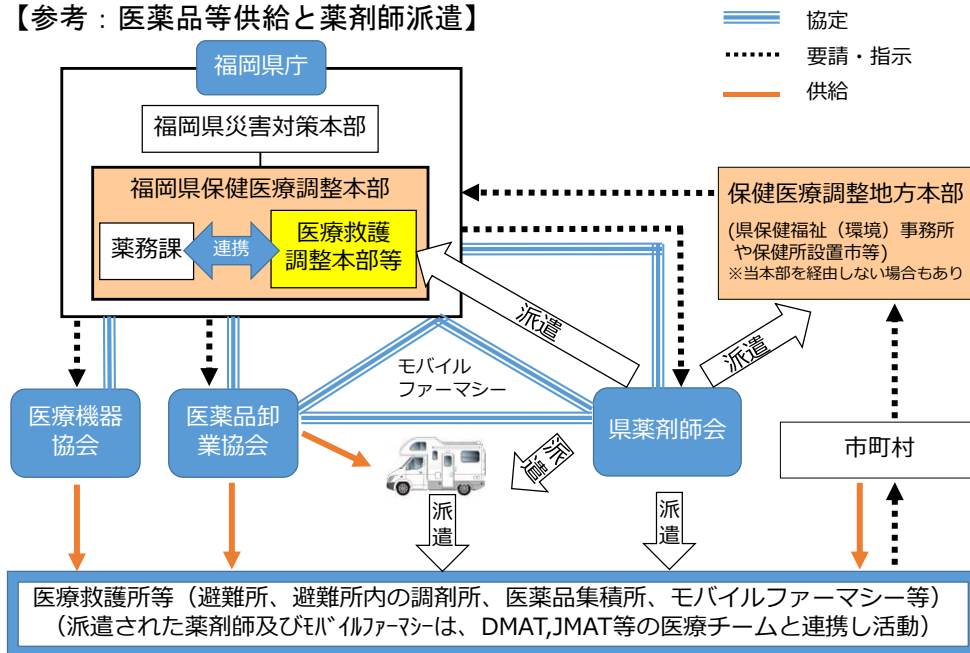 【参考：医薬品等供給と薬剤師派遣】
協定
要請・指示
供給
福岡県庁
福岡県災害対策本部
福岡県保健医療調整本部
薬務課
連携
医療救護
調整本部等
保健医療調整地方本部
(県保健福祉（環境）事務所
や保健所設置市等)
※当本部を経由しない場合もあり
派遣
派遣
モバイル
ファーマシー
医療機器
協会
医薬品卸
業協会
県薬剤師会
市町村
派遣
派遣
派遣
医療救護所等（避難所、避難所内の調剤所、医薬品集積所、モバイルファーマシー等）
（派遣された薬剤師及びﾓﾊﾞｲﾙﾌｧｰﾏｼｰは、DMAT,JMAT等の医療チームと連携し活動）